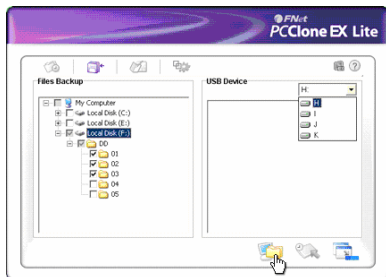 FNet
PCClone EX Lite
Files Backup
USB Device
H:
My Computer
Local Disk (C:)
Local Disk (E:)
Local Disk (F:)
DD
01
02
03
04
05
H
I
J
K